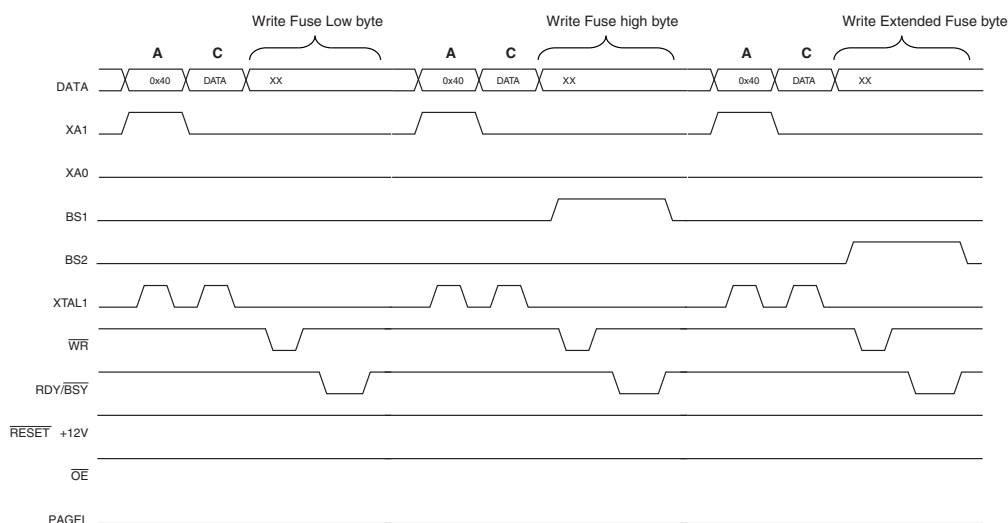 Write Fuse Low byte Write Fuse high byte Write Extended Fuse byte
A C A C A C
DATA 0x40 DATA XX 0x40 DATA XX 0x40 DATA XX
XA1
XA0
BS1
BS2
XTAL1
WR
RDY/BSY
RESET +12V
OE
PAGEL